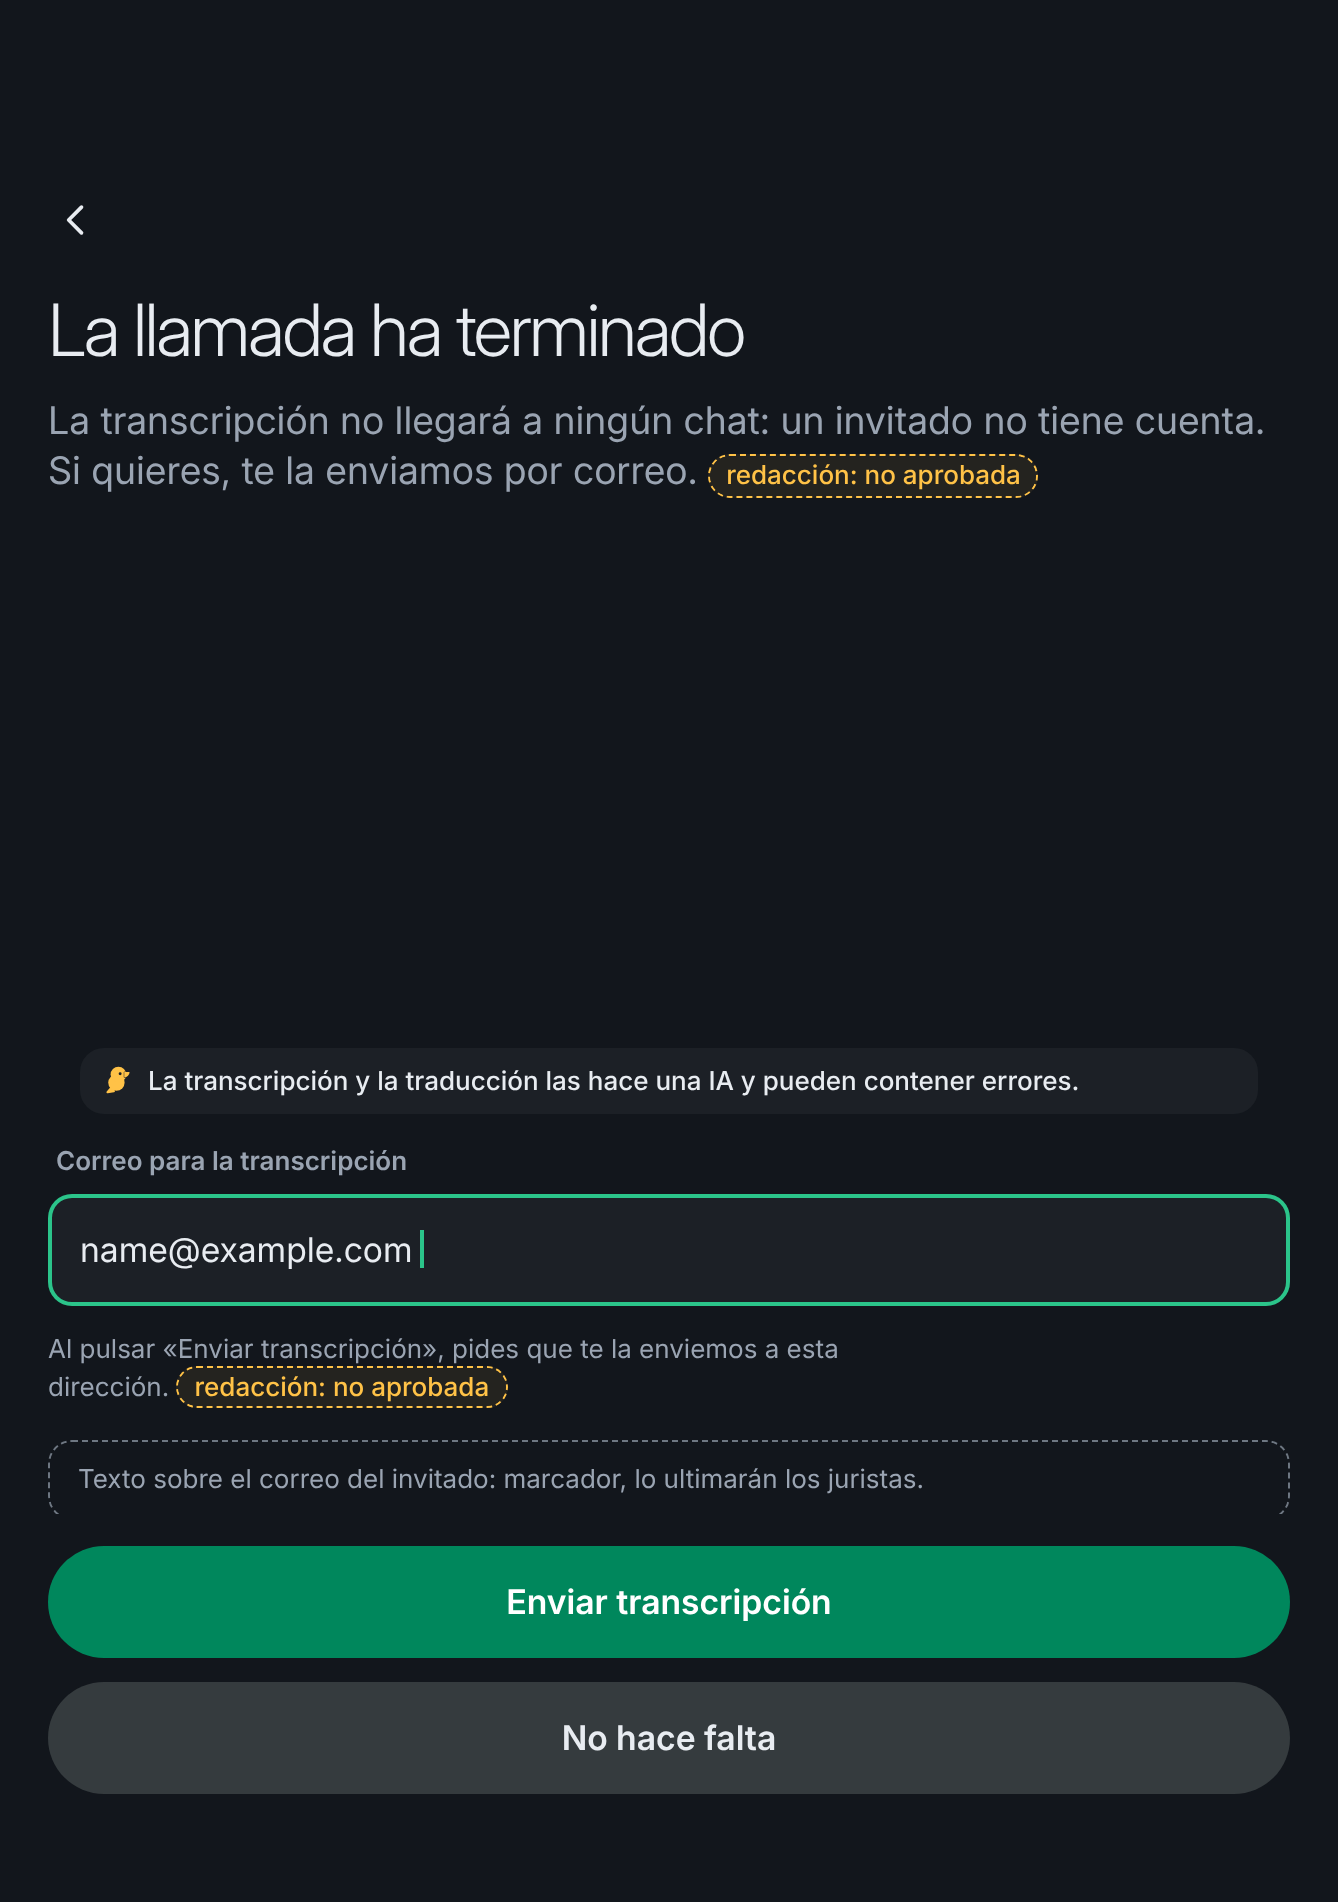 La llamada ha terminado
La transcripción no llegará a ningún chat: un invitado no tiene cuenta.
Si quieres, te la enviamos por correo. redacción: no aprobada
La transcripción y la traducción las hace una IA y pueden contener errores.
Correo para la transcripción
name@example.com
Al pulsar «Enviar transcripción», pides que te la enviemos a esta
dirección. redacción: no aprobada
Texto sobre el correo del invitado: marcador, lo ultimarán los juristas.
Enviar transcripción
No hace falta